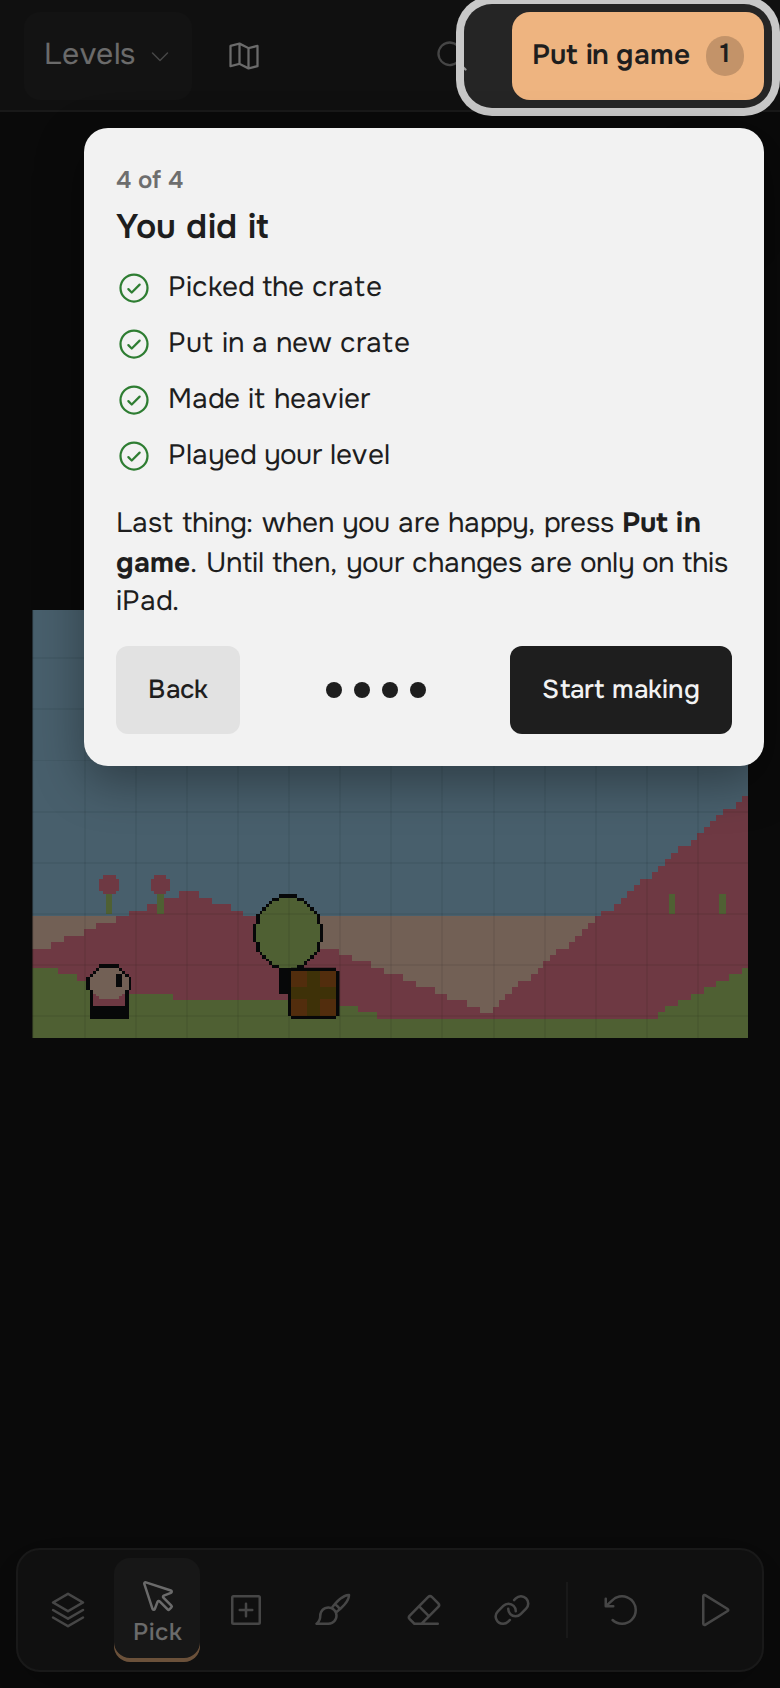 Levels
Put in game 1
4 of 4
You did it
Picked the crate
Put in a new crate
Made it heavier
Played your level
Last thing: when you are happy, press Put in
game. Until then, your changes are only on this
iPad.
Back
Start making
Pick